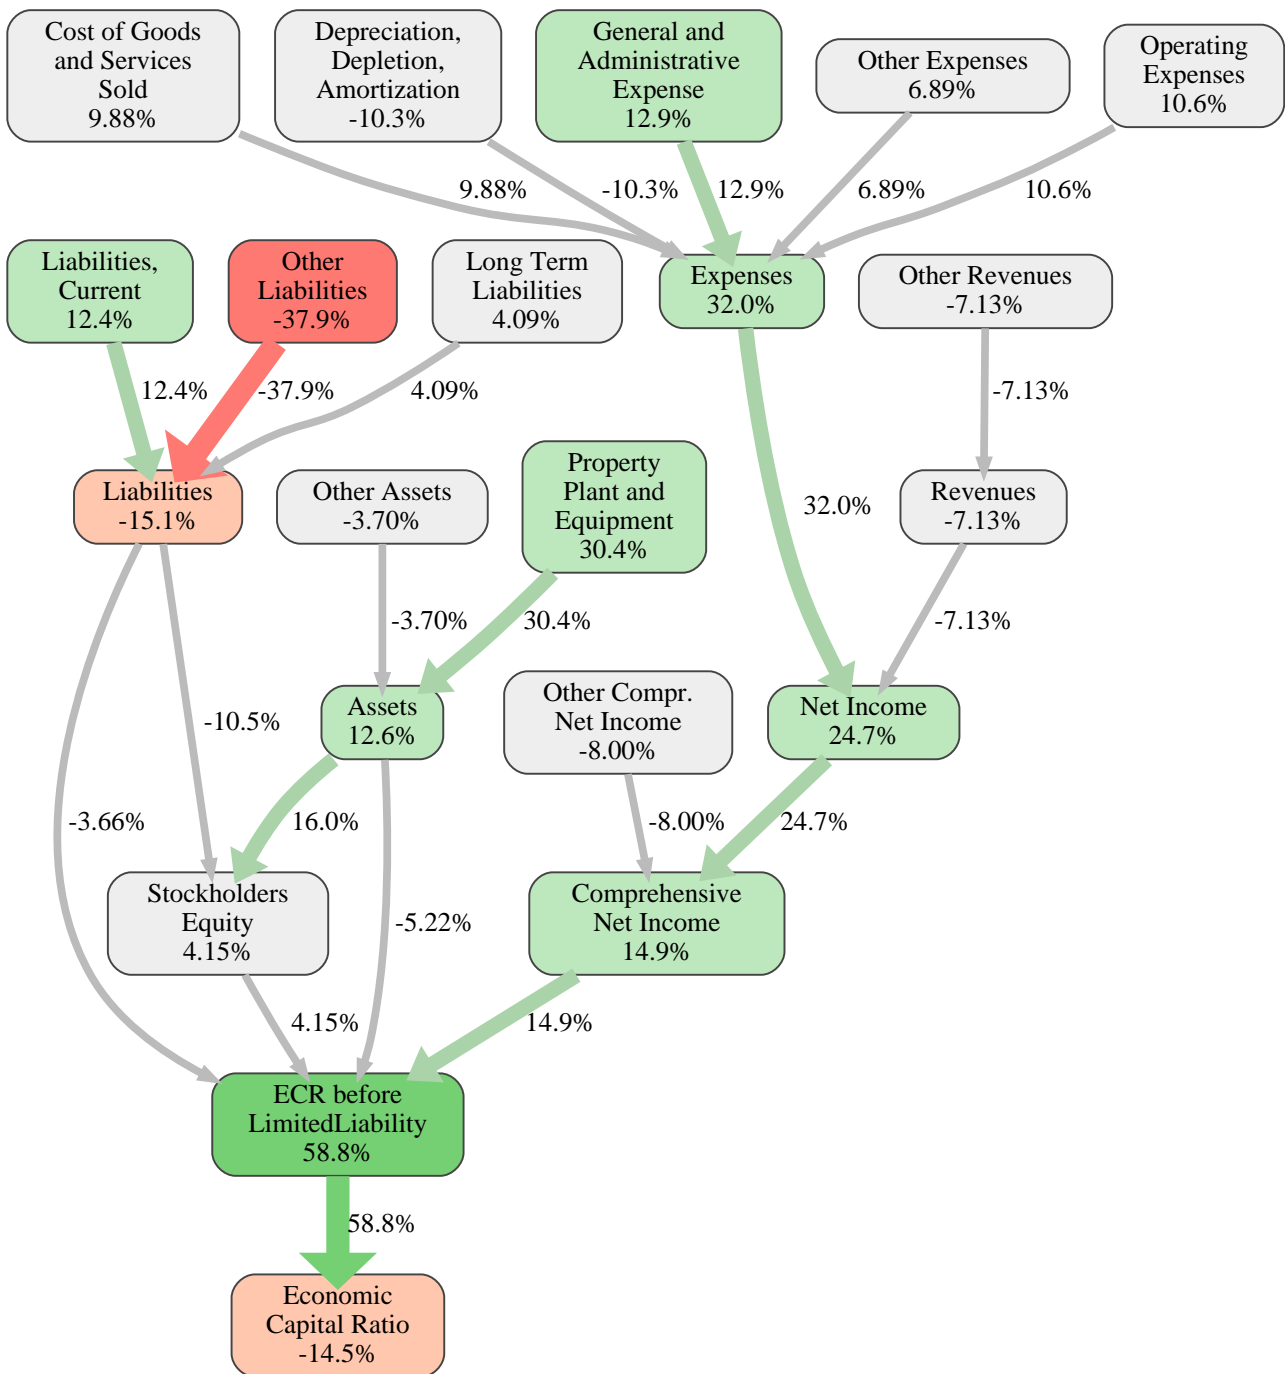 Cost of Goods
and Services
Sold
9.88%
Depreciation,
Depletion,
Amortization
-10.3%
General and
Administrative
Expense
12.9%
Other Expenses
6.89%
Operating
Expenses
10.6%
9.88%
-10.3%
12.9%
6.89%
10.6%
Liabilities,
Current
12.4%
Other
Liabilities
-37.9%
Long Term
Liabilities
4.09%
Expenses
32.0%
Other Revenues
-7.13%
12.4%
-37.9%
4.09%
-7.13%
Liabilities
-15.1%
Other Assets
-3.70%
Property
Plant and
Equipment
30.4%
32.0%
Revenues
-7.13%
-3.70%
30.4%
-7.13%
-10.5%
Assets
12.6%
Other Compr.
Net Income
-8.00%
Net Income
24.7%
-3.66%
16.0%
-8.00%
24.7%
Stockholders
Equity
4.15%
-5.22%
Comprehensive
Net Income
14.9%
4.15%
14.9%
ECR before
LimitedLiability
58.8%
58.8%
Economic
Capital Ratio
-14.5%